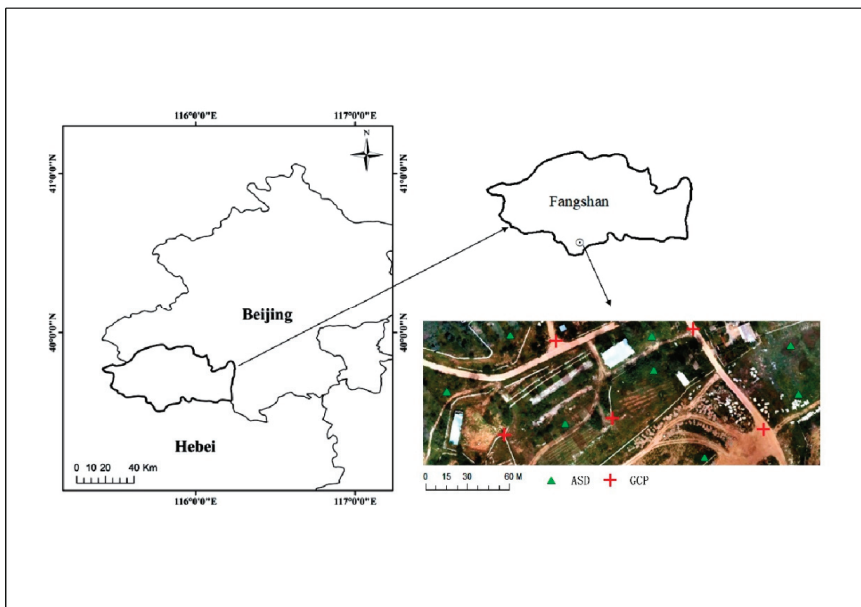 116°0'0"E
117°0'0"E
N
41°0'0"N
41°0'0"N
Fangshan
Beijing
40°0'0"N
40°0'0"N
Hebei
0 10 20 40 Km
0 15 30 60 M
ASD
GCP
116°0'0"E
117°0'0"E